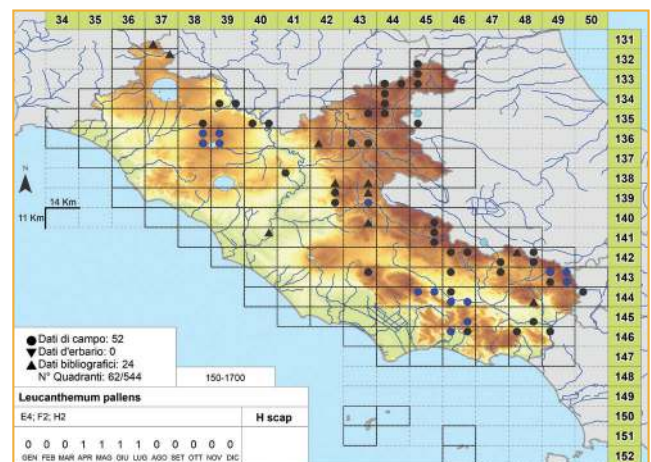 34 35 36 37 38 39 40 41 42 43 44 45 46 47 48 49 50
131
132
133
134
135
136
137
138
139
140
141
142
143
144
145
146
147
148
149
150
151
152
N
14 Km
11 Km
Dati di campo: 52
Dati d'erbario: 0
Dati bibliografici: 24
N° Quadranti: 62/544
150-1700
Leucanthemum pallens
E4; F2; H2
H scap
0 0 0 1 1 1 1 0 0 0 0 0
GEN FEB MAR APR MAG GIU LUG AGO SET OTT NOV DIC